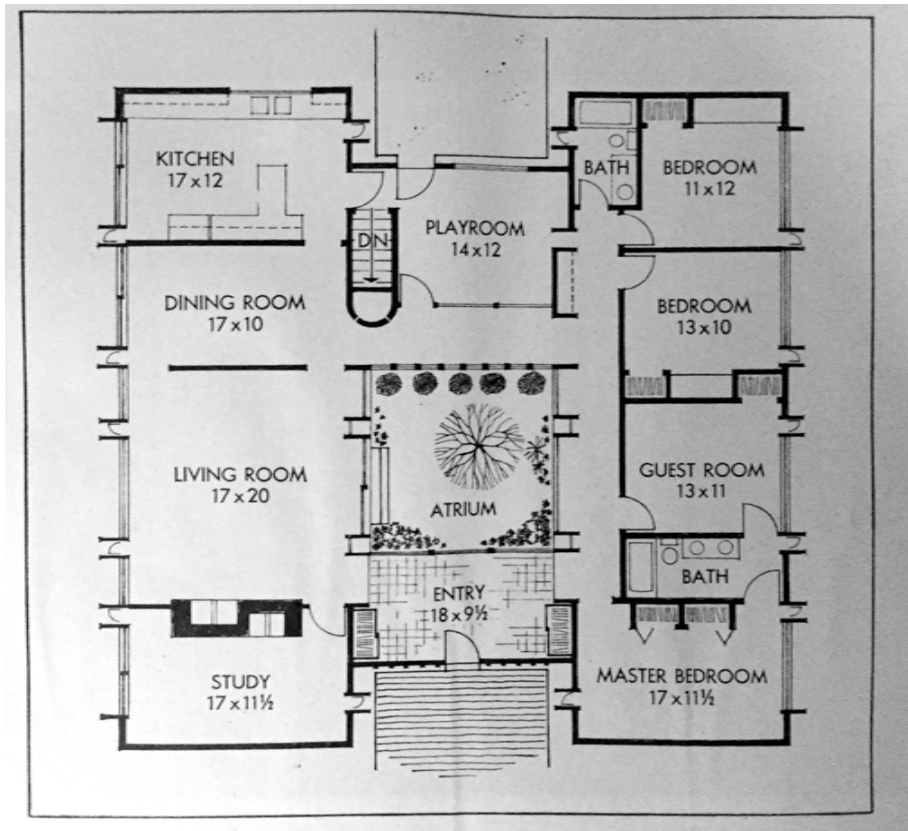 KITCHEN
17 x 12
BATH
BEDROOM
11 x 12
PLAYROOM
14 x 12
DN
DINING ROOM
17 x 10
BEDROOM
13 x 10
LIVING ROOM
17 x 20
ATRIUM
GUEST ROOM
13 x 11
BATH
ENTRY
18 x 9½
STUDY
17 x 11½
MASTER BEDROOM
17 x 11½